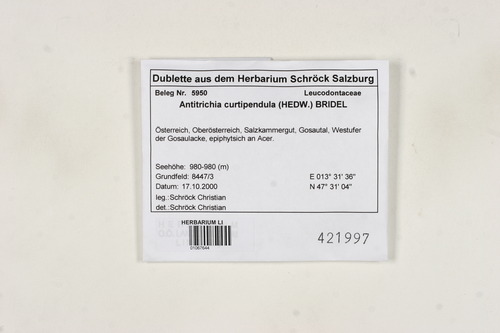 Dublette aus dem Herbarium Schröck Salzburg
Beleg Nr. 5950 Leucodontaceae
Antitrichia curtipendula (HEDW.) BRIDEL
Österreich, Oberösterreich, Salzkammergut, Gosautal, Westufer
der Gosaulacke, epiphytsich an Acer.
Seehöhe: 980-980 (m)
Grundfeld: 8447/3 E 013° 31' 36"
Datum: 17.10.2000 N 47° 31' 04"
leg.:Schröck Christian
det.:Schröck Christian
HERBARIUM LI
421997